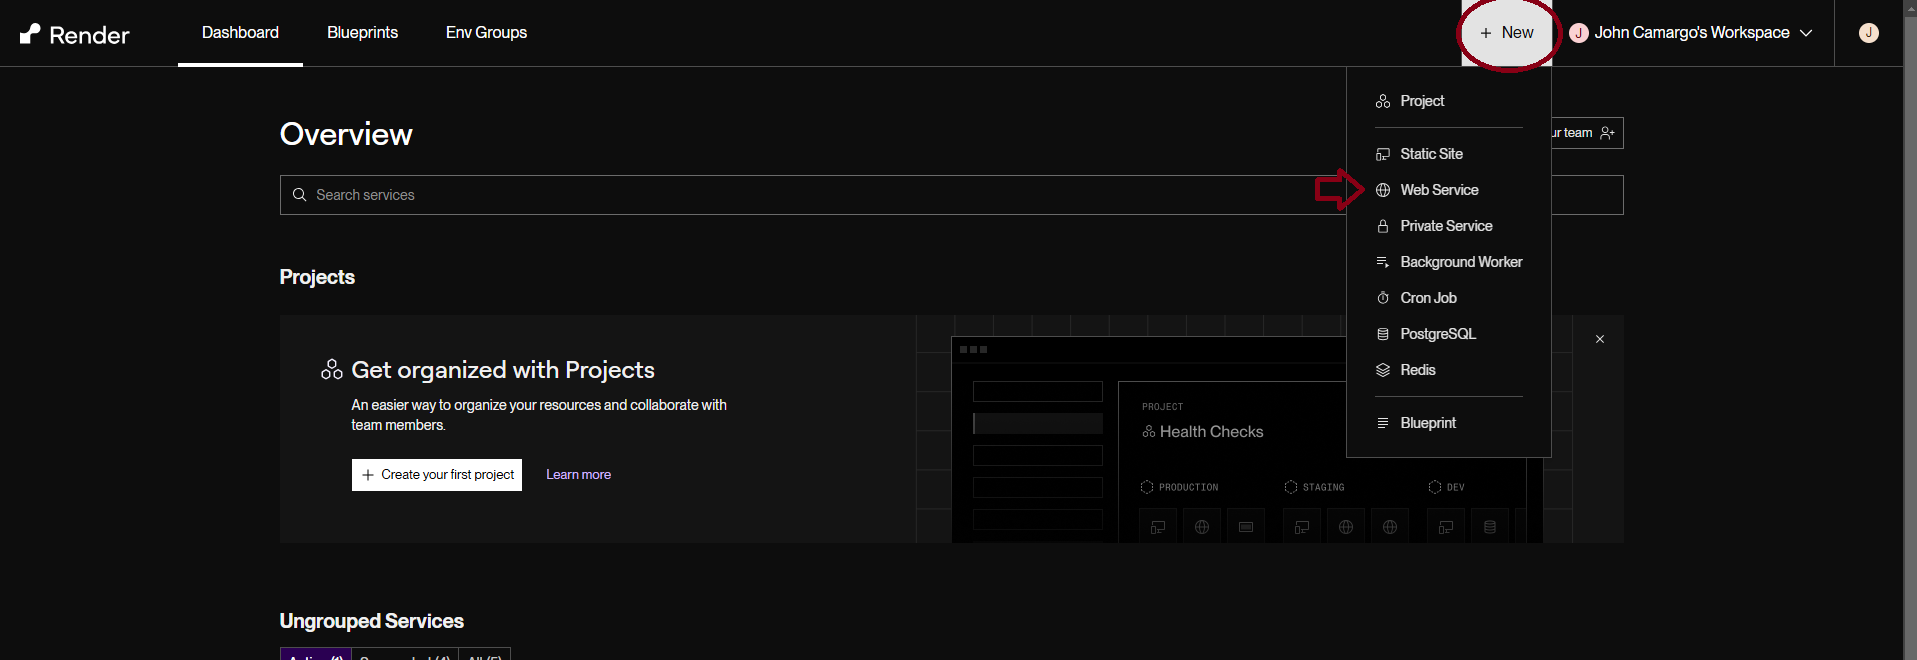 Render
Dashboard
Blueprints
Env Groups
+ New
J
John Camargo's Workspace
J
Overview
ur team
Search services
Project
Static Site
Web Service
Private Service
Background Worker
Cron Job
PostgreSQL
Redis
Blueprint
Projects
Get organized with Projects
An easier way to organize your resources and collaborate with
team members.
+ Create your first project
Learn more
PROJECT
Health Checks
PRODUCTION
STAGING
DEV
Ungrouped Services